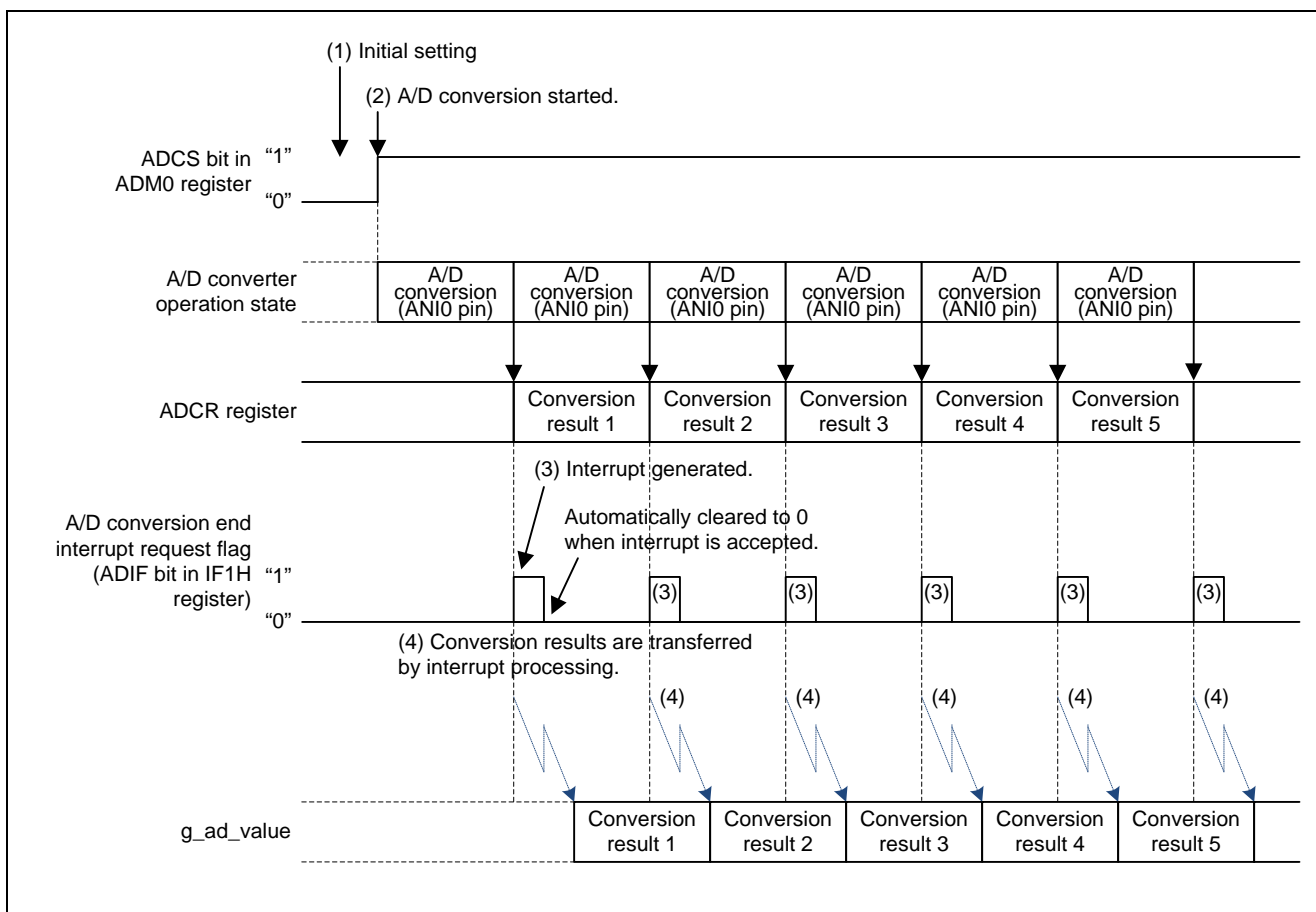 (1) Initial setting
(2) A/D conversion started.
ADCS bit in
ADM0 register
“1”
“0”
A/D converter
operation state
A/D
conversion
(ANI0 pin)
A/D
conversion
(ANI0 pin)
A/D
conversion
(ANI0 pin)
A/D
conversion
(ANI0 pin)
A/D
conversion
(ANI0 pin)
A/D
conversion
(ANI0 pin)
ADCR register
Conversion
result 1
Conversion
result 2
Conversion
result 3
Conversion
result 4
Conversion
result 5
(3) Interrupt generated.
Automatically cleared to 0
when interrupt is accepted.
A/D conversion end
interrupt request flag
(ADIF bit in IF1H
register)
“1”
“0”
(3)
(3)
(3)
(3)
(3)
(4) Conversion results are transferred
by interrupt processing.
(4)
(4)
(4)
(4)
(4)
g_ad_value
Conversion
result 1
Conversion
result 2
Conversion
result 3
Conversion
result 4
Conversion
result 5